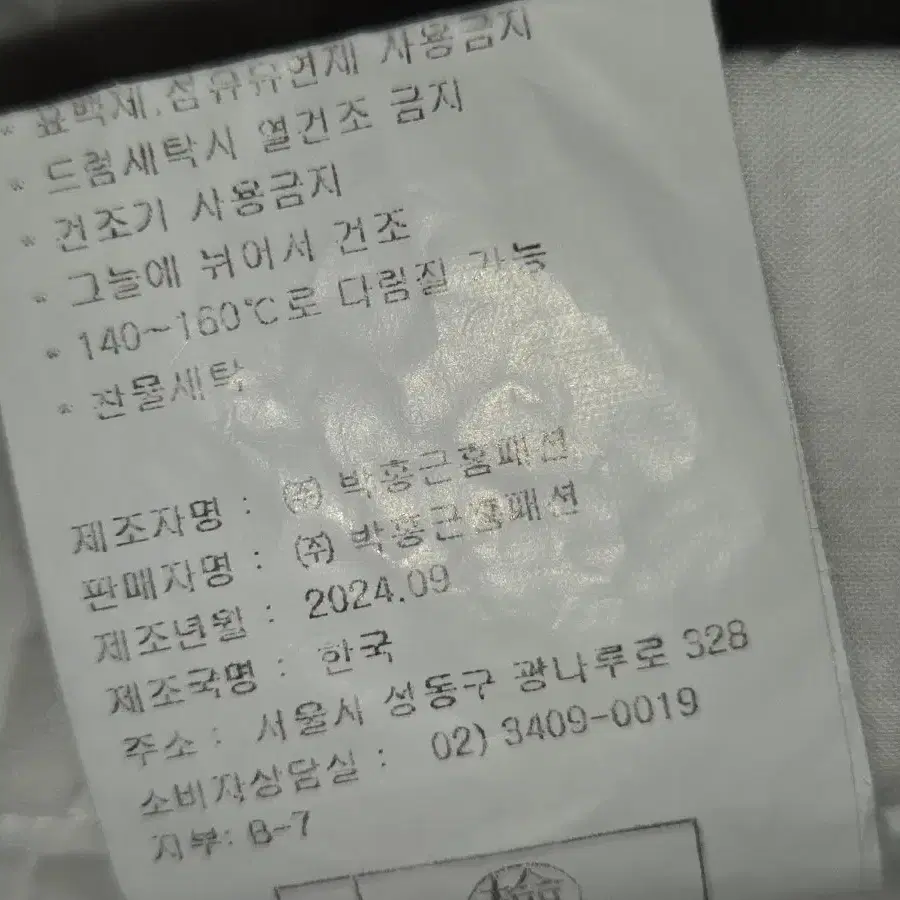 * 표백제.섬유유연제 사용금지
* 드럼세탁시 열건조 금지
* 건조기 사용금지
* 그늘에 뉘어서 건조
* 140~160℃로 다림질 가능
* 찬물세탁
제조자명 : ㈜ 박홍근홈패션
판매자명 : ㈜ 박홍근홈패션
제조년월 : 2024.09
제조국명 : 한국
주소 : 서울시 성동구 광나루로 328
소비자상담실 : 02) 3409-0019
지부: B-7